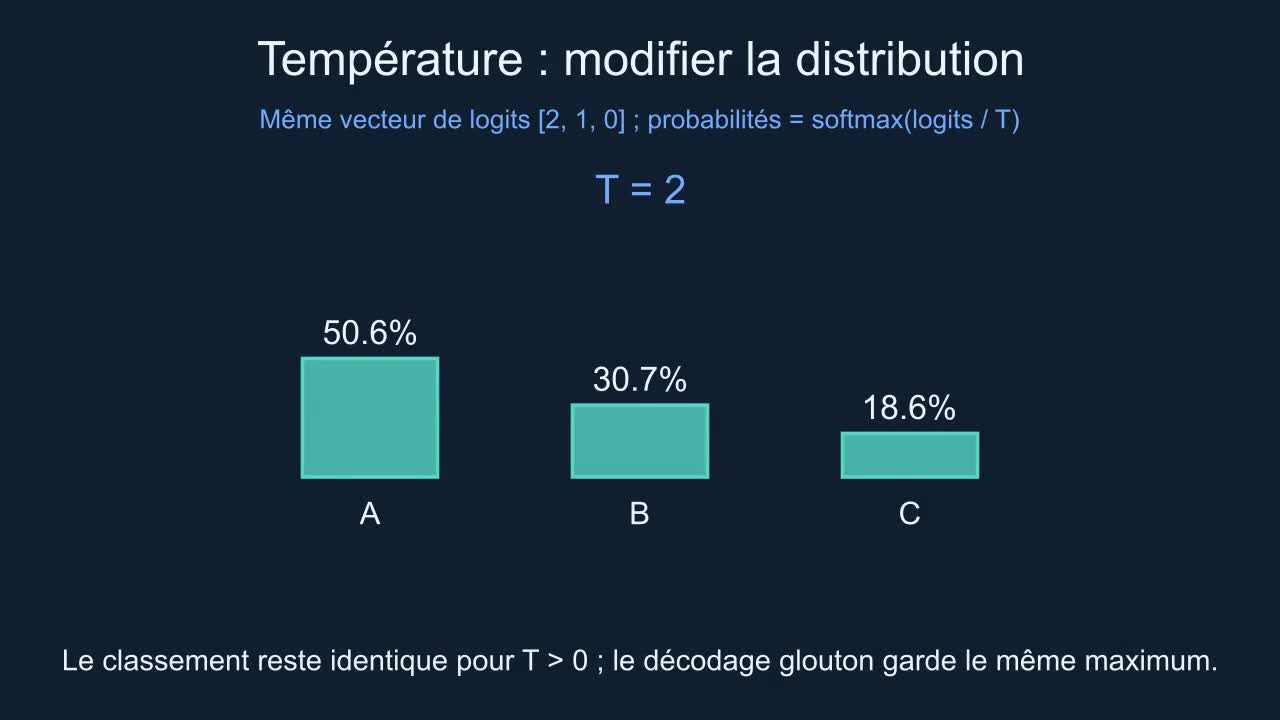 Température : modifier la distribution
Même vecteur de logits [2, 1, 0] ; probabilités = softmax(logits / T)
T = 2
50.6%
30.7%
18.6%
A
B
C
Le classement reste identique pour T > 0 ; le décodage glouton garde le même maximum.